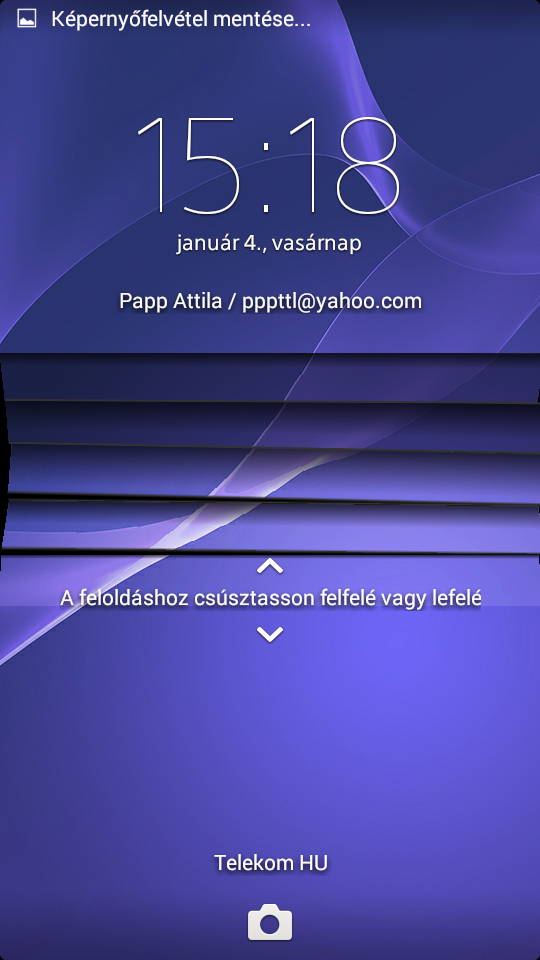 Képernyőfelvétel mentése...
15:18
január 4., vasárnap
Papp Attila / pppttl@yahoo.com
A feloldáshoz csúsztasson felfelé vagy lefelé
Telekom HU